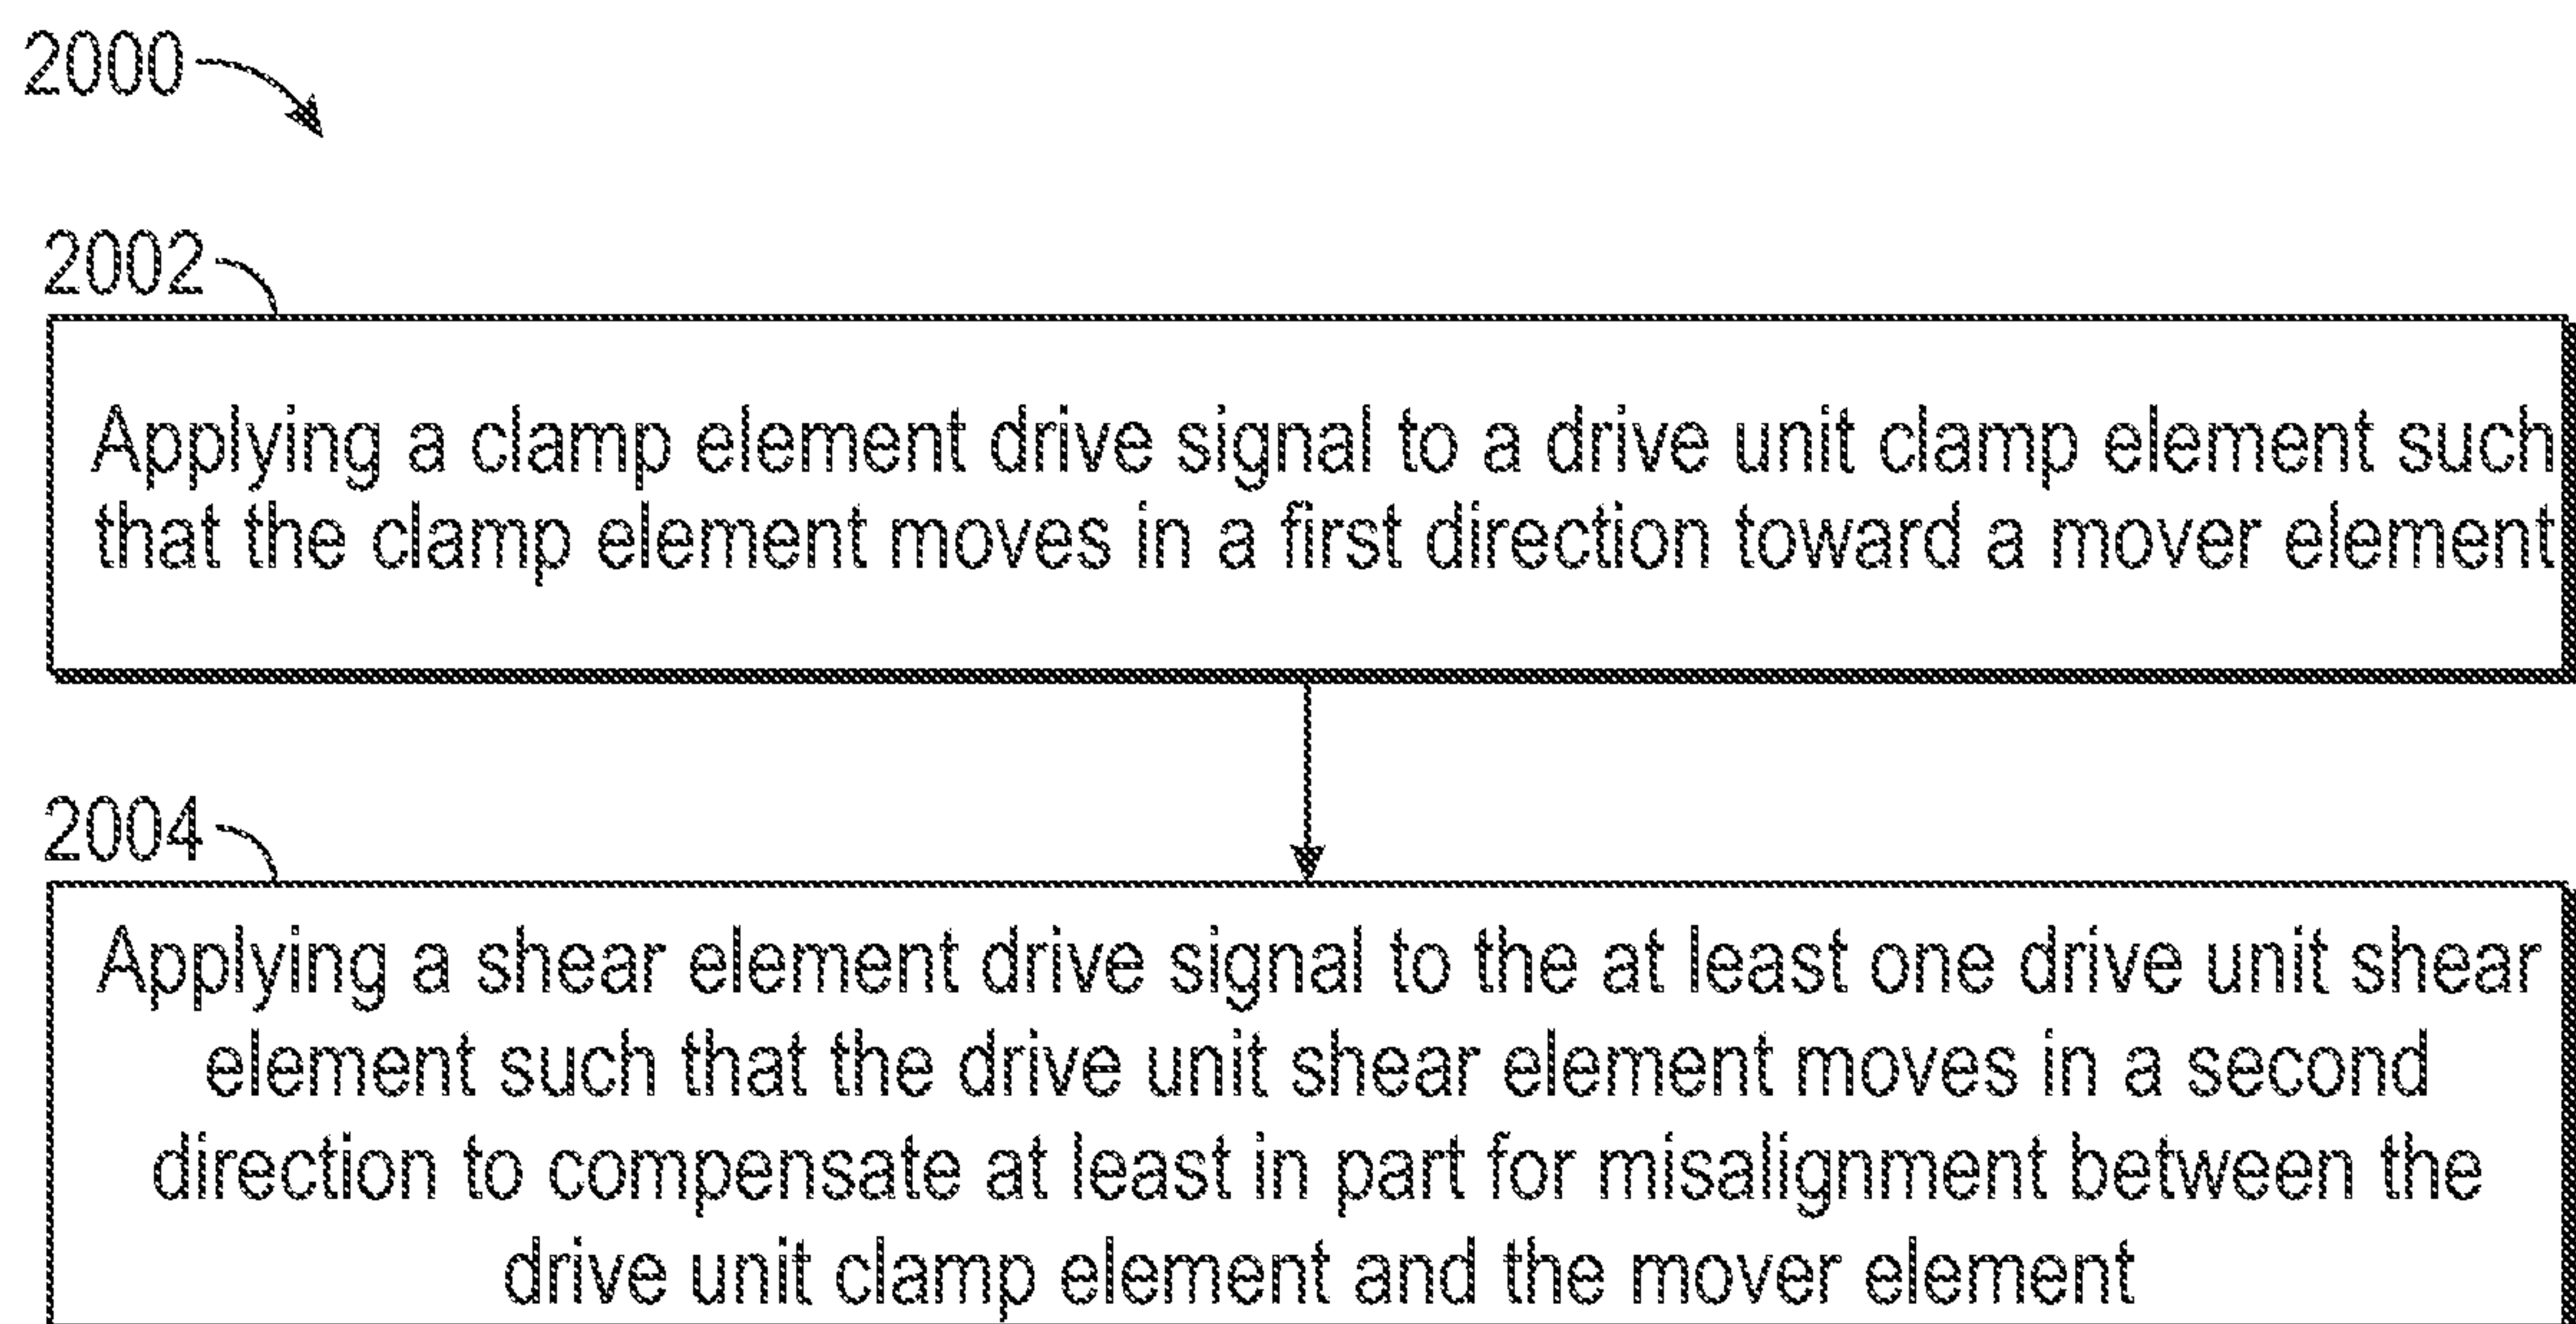 2000
2002
Applying a clamp element drive signal to a drive unit clamp element such
that the clamp element moves in a first direction toward a mover element
2004
Applying a shear element drive signal to the at least one drive unit shear
element such that the drive unit shear element moves in a second
direction to compensate at least in part for misalignment between the
drive unit clamp element and the mover element